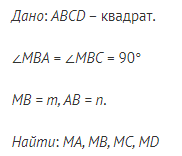 Дано: ABCD – квадрат.
∠MBA = ∠MBC = 90°
MB = m, AB = n.
Найти: MA, MB, MC, MD